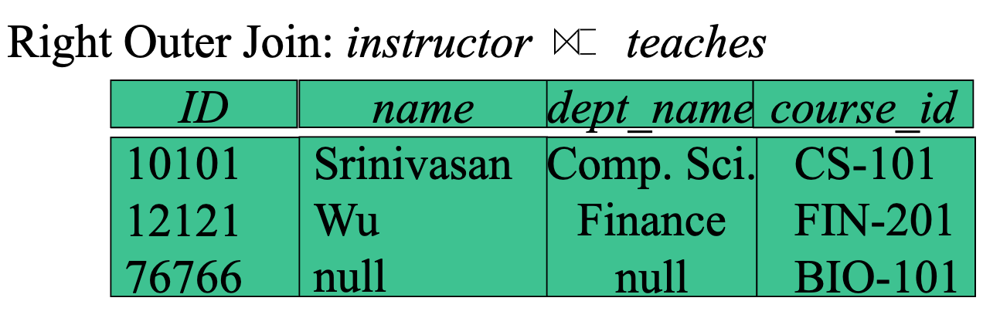 Right Outer Join: instructor ⟖ teaches
ID name dept_name course_id
10101 Srinivasan Comp. Sci. CS-101
12121 Wu Finance FIN-201
76766 null null BIO-101